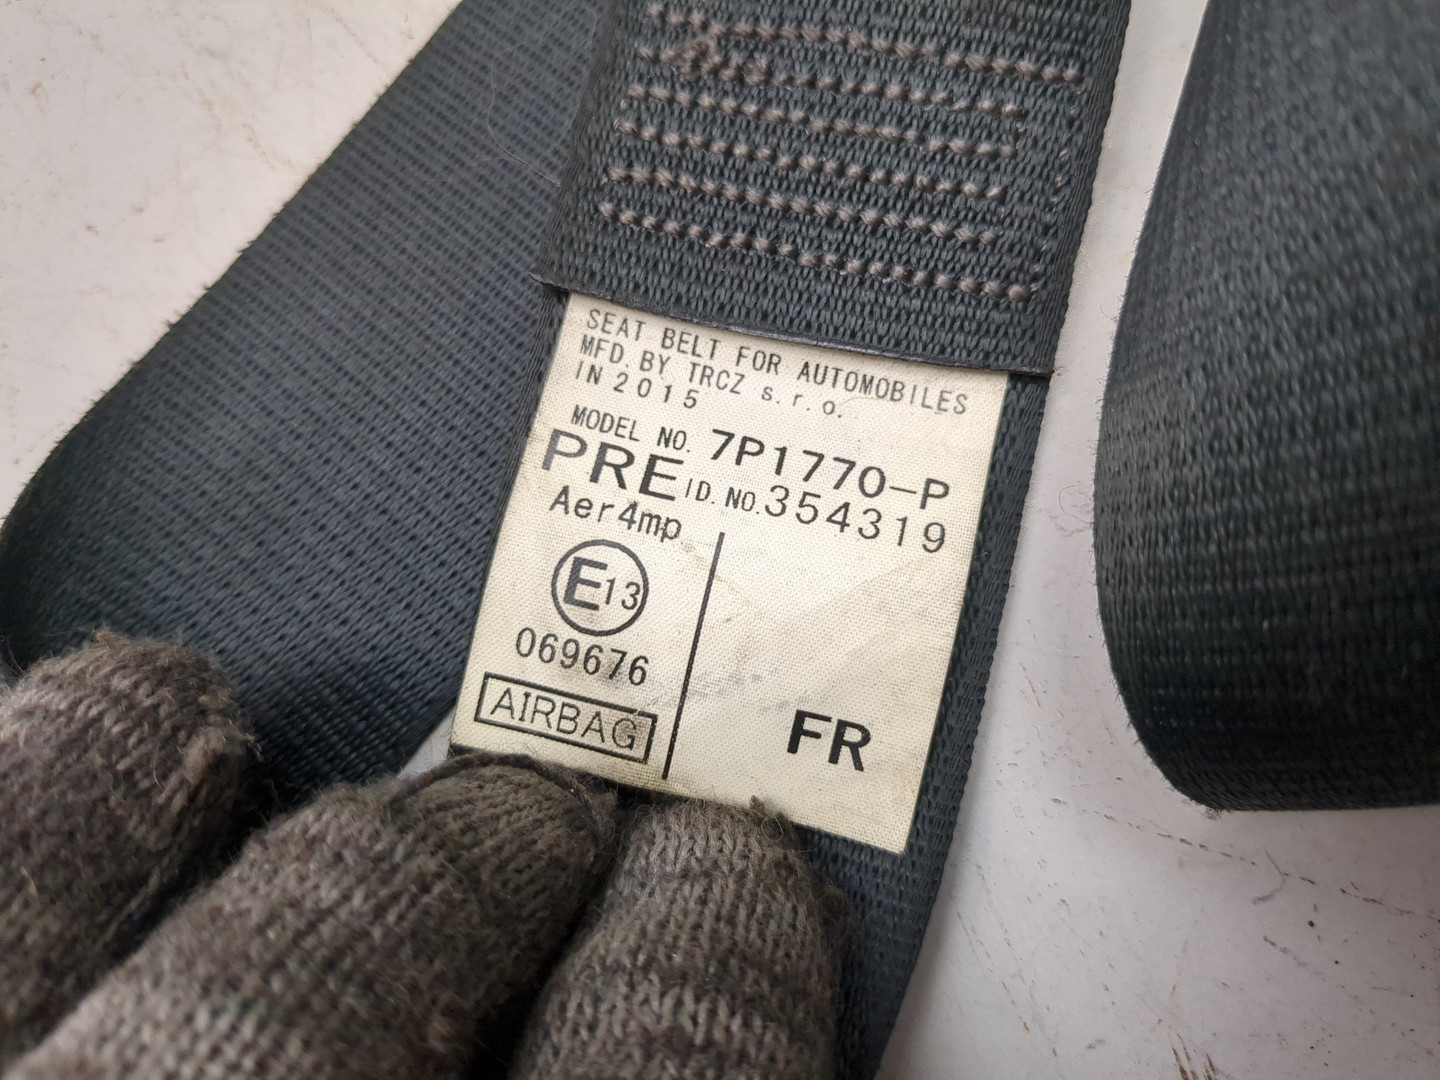 SEAT BELT FOR AUTOMOBILES
MFD. BY TRCZ s.r.o.
IN 2015
MODEL NO. 7P1770-P
PRE ID. NO. 354319
Aer4mp
E13
069676
AIRBAG
FR